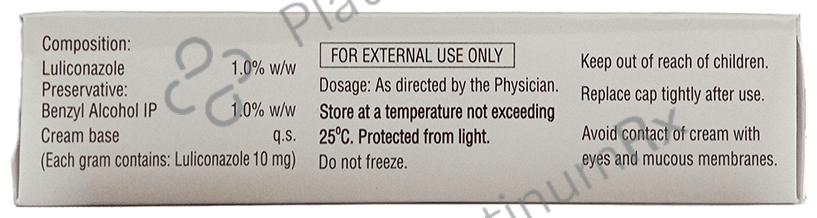 Composition:
Luliconazole 1.0% w/w
Preservative:
Benzyl Alcohol IP 1.0% w/w
Cream base q.s.
(Each gram contains: Luliconazole 10 mg)
FOR EXTERNAL USE ONLY
Dosage: As directed by the Physician.
Store at a temperature not exceeding
25⁰C. Protected from light.
Do not freeze.
Keep out of reach of children.
Replace cap tightly after use.
Avoid contact of cream with
eyes and mucous membranes.
Plat
tinumRx